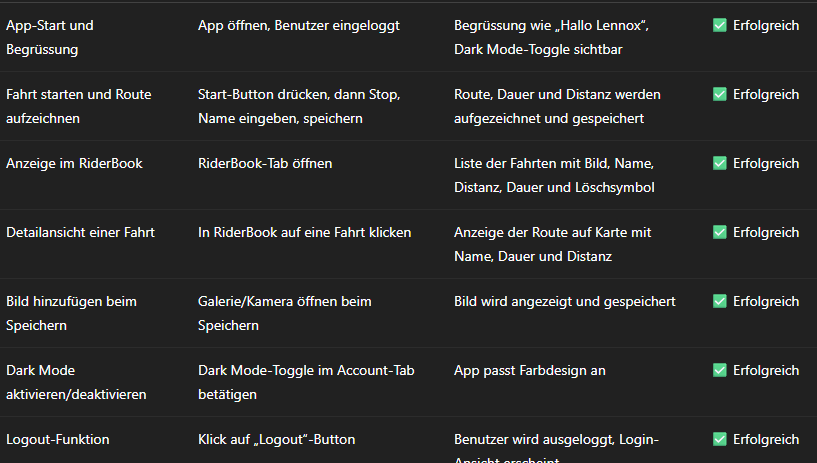 App-Start und Begrüssung
App öffnen, Benutzer eingeloggt
Begrüssung wie „Hallo Lennox“, Dark Mode-Toggle sichtbar
✅ Erfolgreich
Fahrt starten und Route aufzeichnen
Start-Button drücken, dann Stop, Name eingeben, speichern
Route, Dauer und Distanz werden aufgezeichnet und gespeichert
✅ Erfolgreich
Anzeige im RiderBook
RiderBook-Tab öffnen
Liste der Fahrten mit Bild, Name, Distanz, Dauer und Löschsymbol
✅ Erfolgreich
Detailansicht einer Fahrt
In RiderBook auf eine Fahrt klicken
Anzeige der Route auf Karte mit Name, Dauer und Distanz
✅ Erfolgreich
Bild hinzufügen beim Speichern
Galerie/Kamera öffnen beim Speichern
Bild wird angezeigt und gespeichert
✅ Erfolgreich
Dark Mode aktivieren/deaktivieren
Dark Mode-Toggle im Account-Tab betätigen
App passt Farbdesign an
✅ Erfolgreich
Logout-Funktion
Klick auf „Logout“-Button
Benutzer wird ausgeloggt, Login-Ansicht erscheint
✅ Erfolgreich